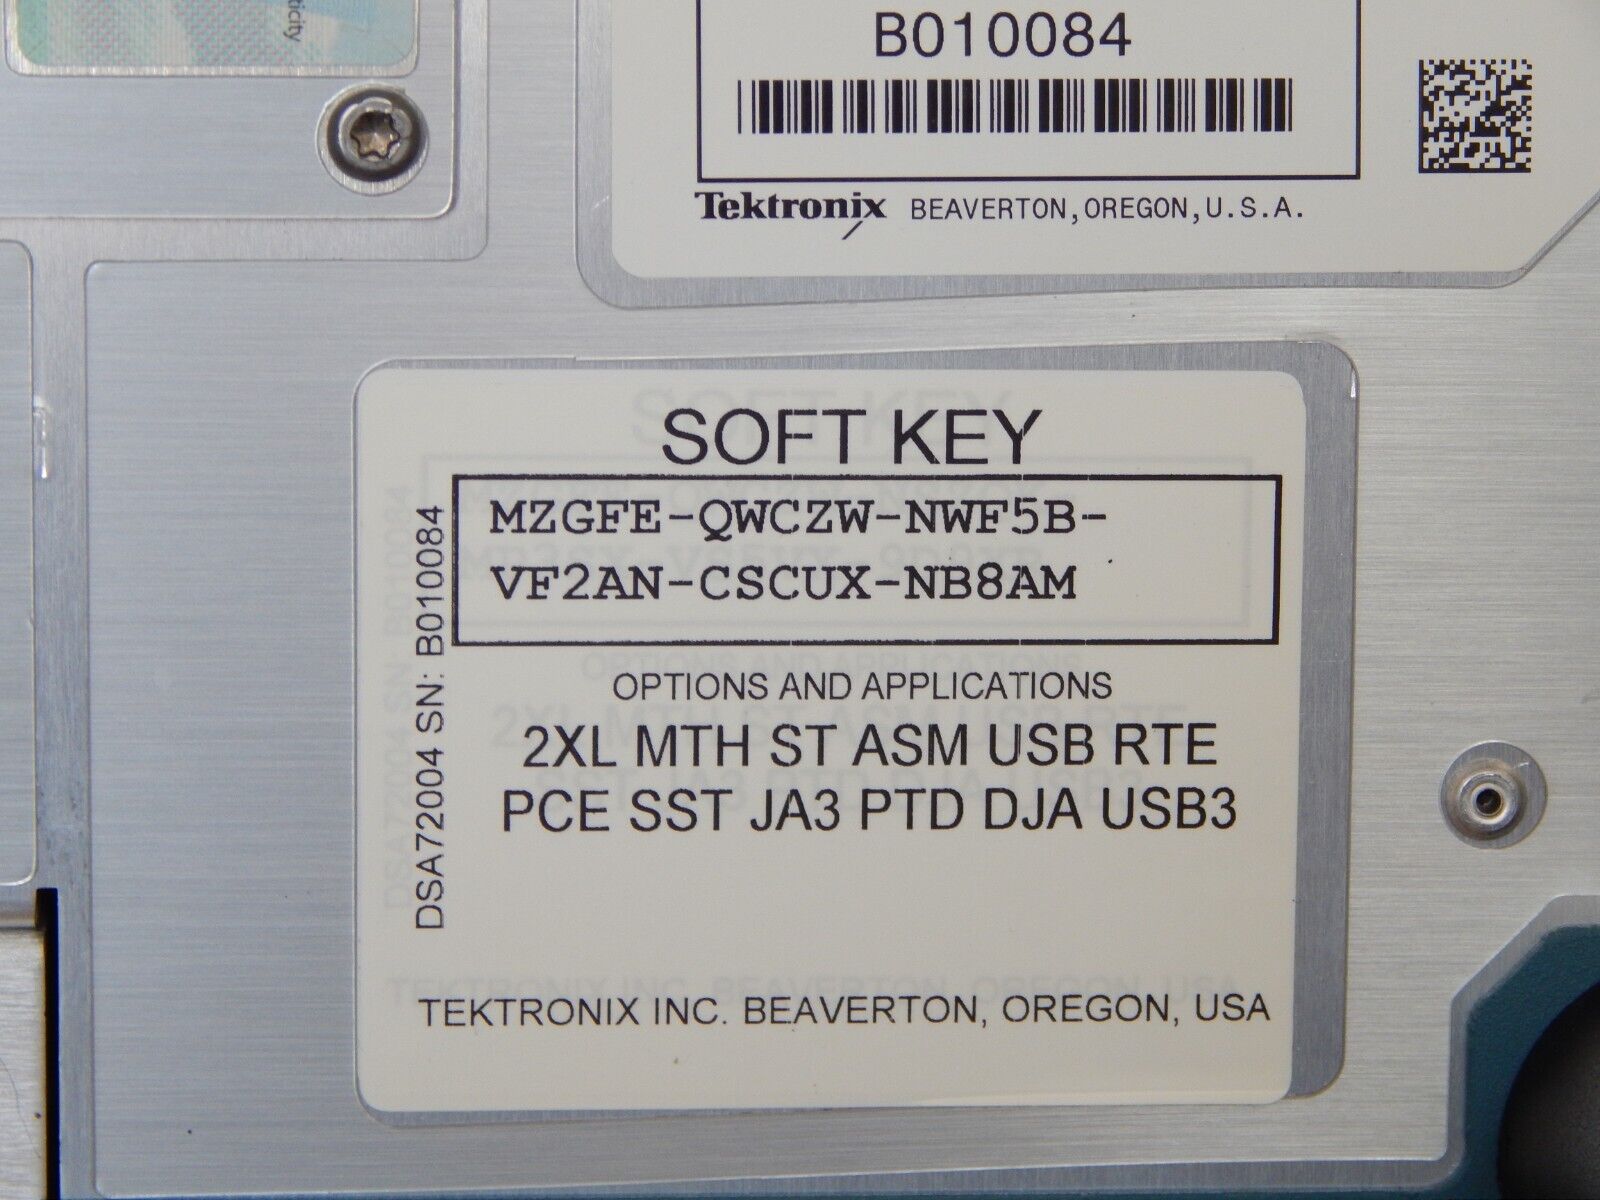 ticity
B010084
Tektronix BEAVERTON,OREGON,U.S.A.
SOFT KEY
MZGFE-QWCZW-NWF5B-
VF2AN-CSCUX-NB8AM
DSA72004 SN: B010084
OPTIONS AND APPLICATIONS
2XL MTH ST ASM USB RTE
PCE SST JA3 PTD DJA USB3
TEKTRONIX INC. BEAVERTON, OREGON, USA